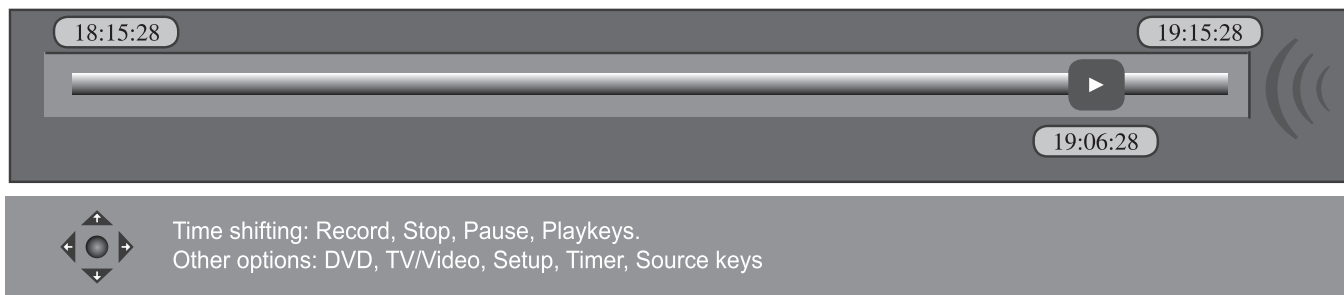 18:15:28
19:15:28
19:06:28
Time shifting: Record, Stop, Pause, Playkeys.
Other options: DVD, TV/Video, Setup, Timer, Source keys